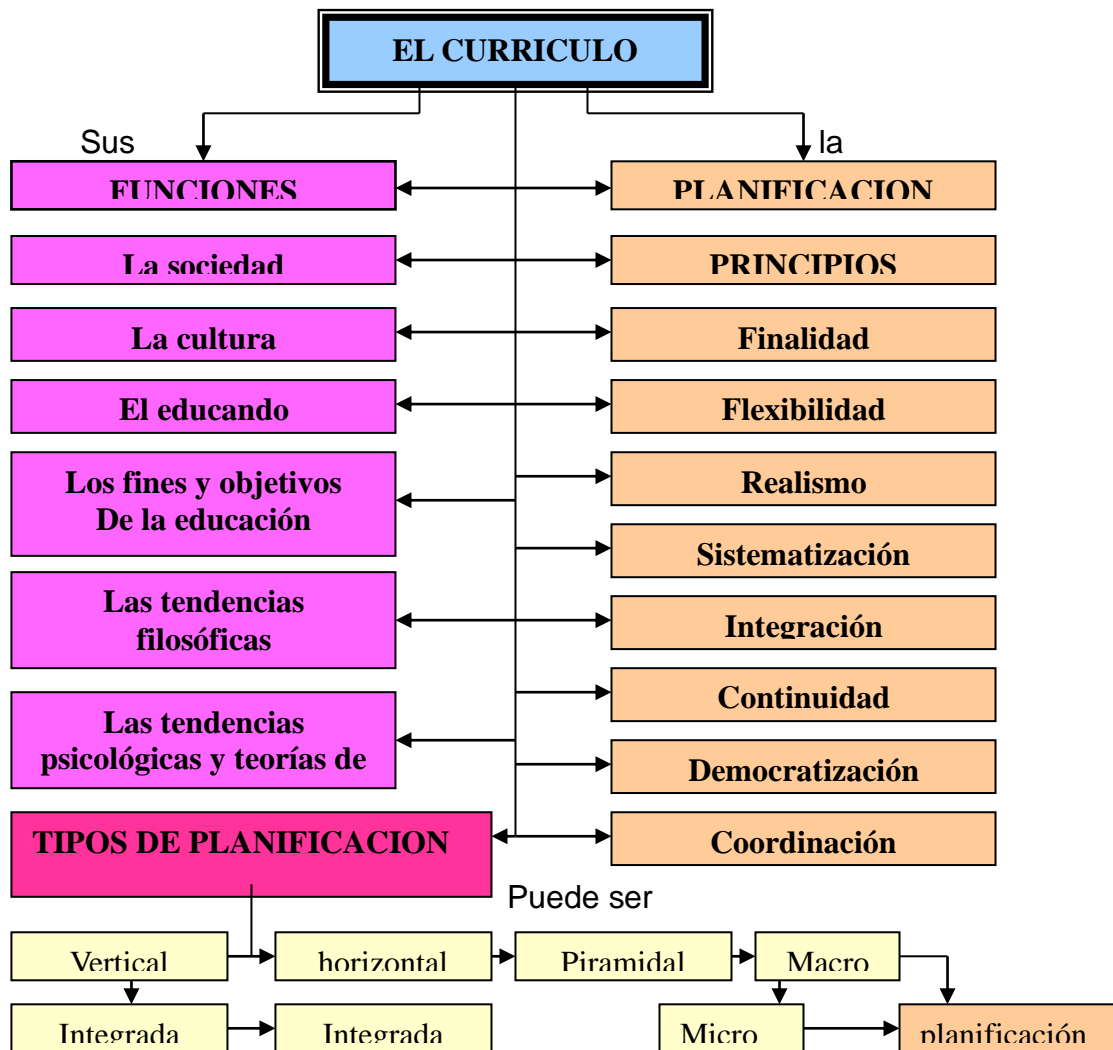 EL CURRICULO
Sus
la
FUNCIONES
PLANIFICACION
La sociedad
PRINCIPIOS
La cultura
Finalidad
El educando
Flexibilidad
Los fines y objetivos
De la educación
Realismo
Sistematización
Las tendencias
filosóficas
Integración
Las tendencias
psicológicas y teorías de
Continuidad
Democratización
TIPOS DE PLANIFICACION
Coordinación
Puede ser
Vertical
horizontal
Piramidal
Macro
Integrada
Integrada
Micro
planificación